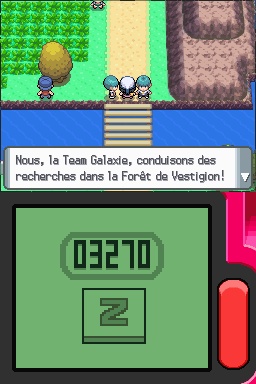 Nous, la Team Galaxie, conduisons des
recherches dans la Forêt de Vestigion!
03270
Z